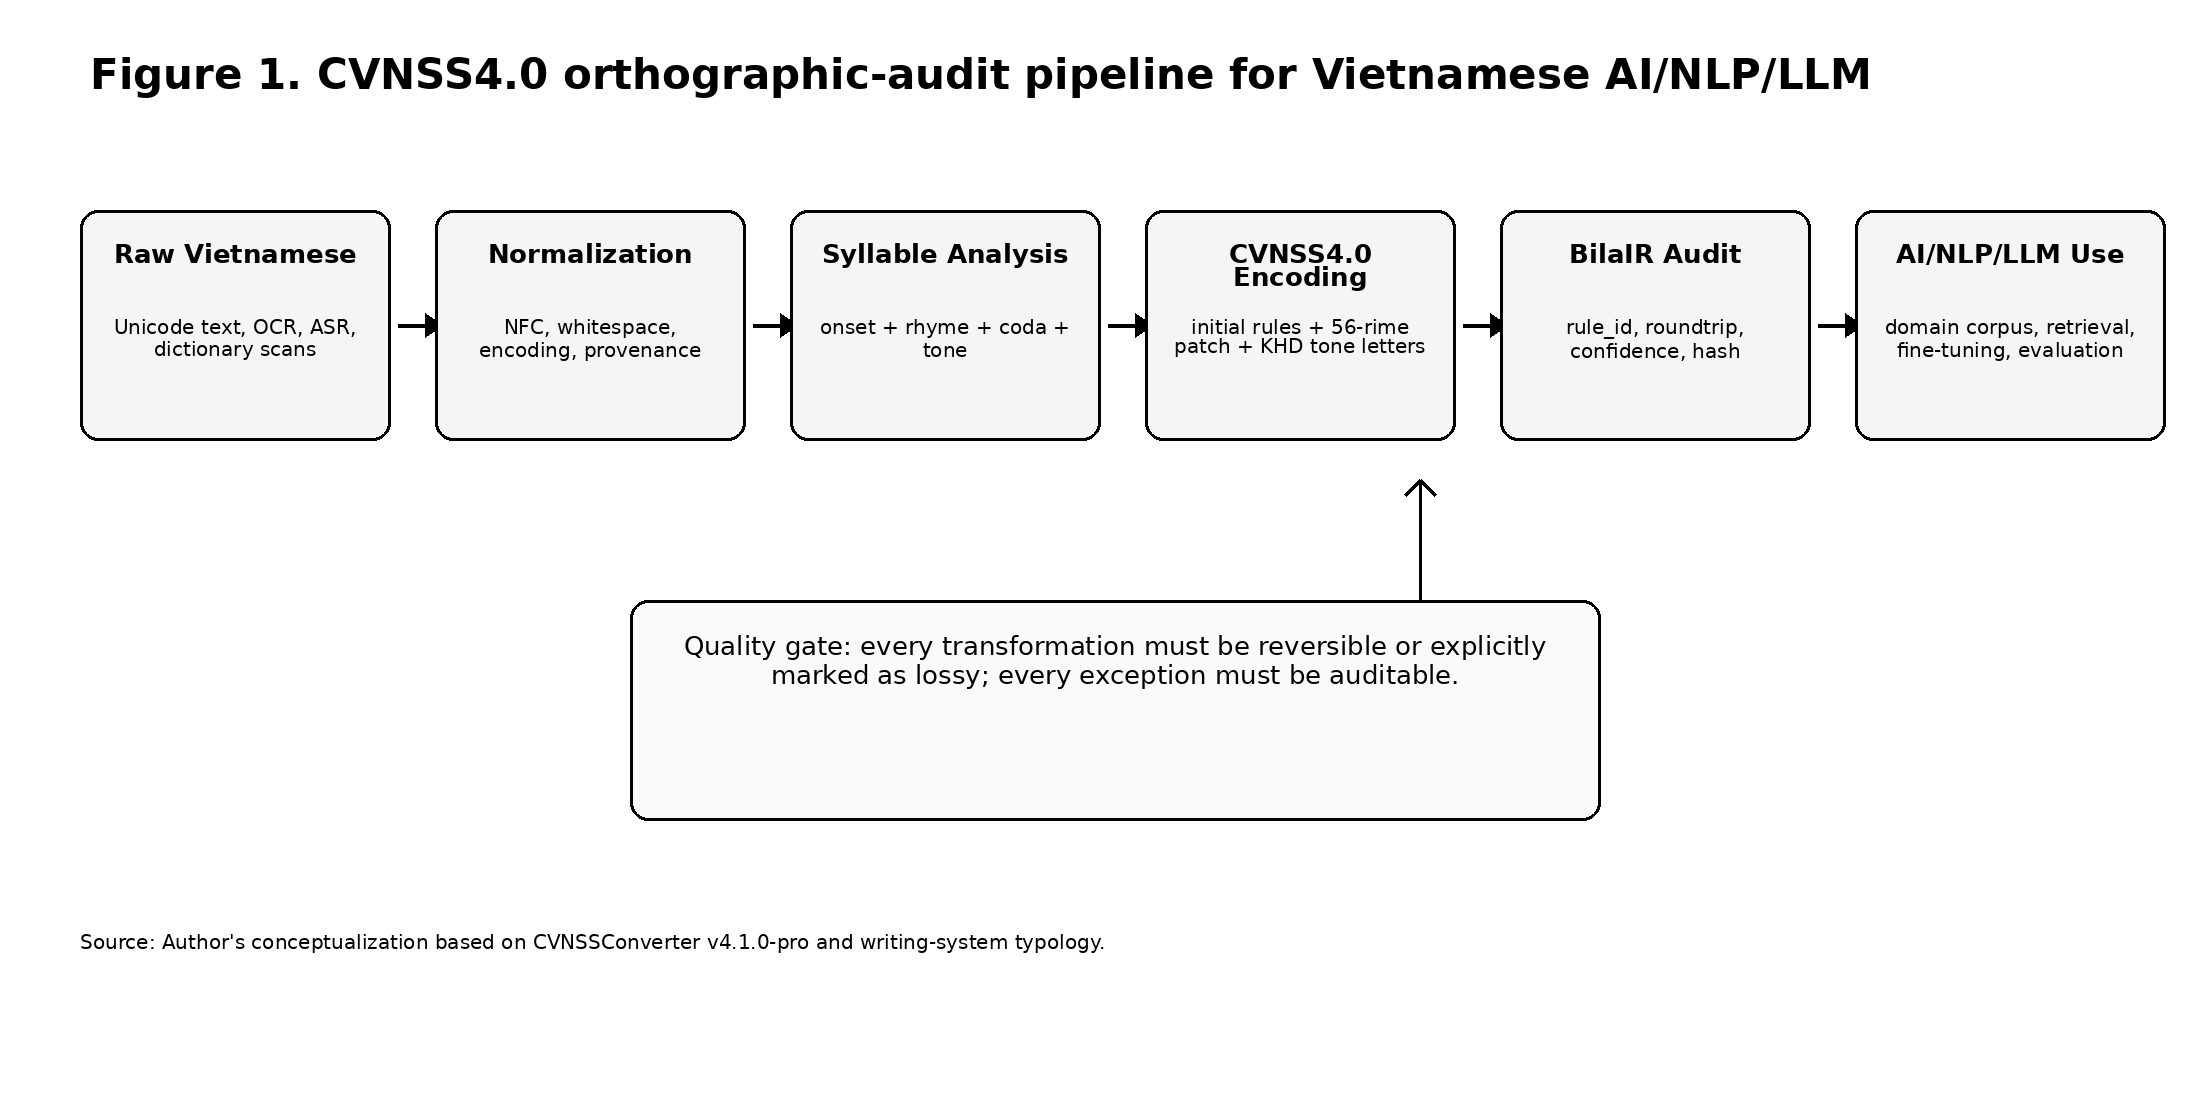 Figure 1. CVNSS4.0 orthographic-audit pipeline for Vietnamese AI/NLP/LLM
Raw Vietnamese
Unicode text, OCR, ASR,
dictionary scans
Normalization
NFC, whitespace,
encoding, provenance
Syllable Analysis
onset + rhyme + coda +
tone
CVNSS4.0
Encoding
initial rules + 56-rime
patch + KHD tone letters
BilaIR Audit
rule_id, roundtrip,
confidence, hash
AI/NLP/LLM Use
domain corpus, retrieval,
fine-tuning, evaluation
Quality gate: every transformation must be reversible or explicitly
marked as lossy; every exception must be auditable.
Source: Author's conceptualization based on CVNSSConverter v4.1.0-pro and writing-system typology.